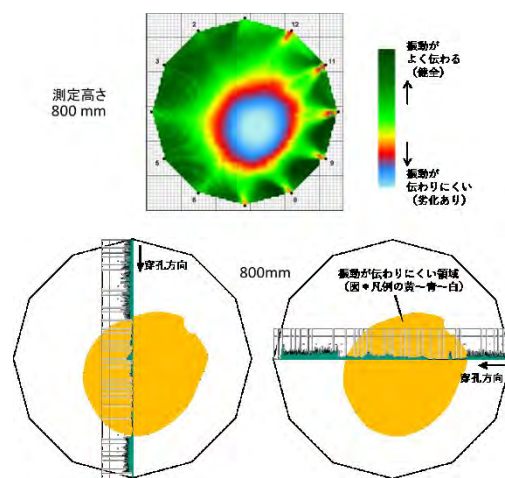 2
12
3
11
5
9
6
8
測定高さ
800 mm
振動が
よく伝わる
(健全)
振動が
伝わりにくい
(劣化あり)
穿孔方向
800mm
振動が伝わりにくい領域
(図*凡例の黄~青~白)
穿孔方向